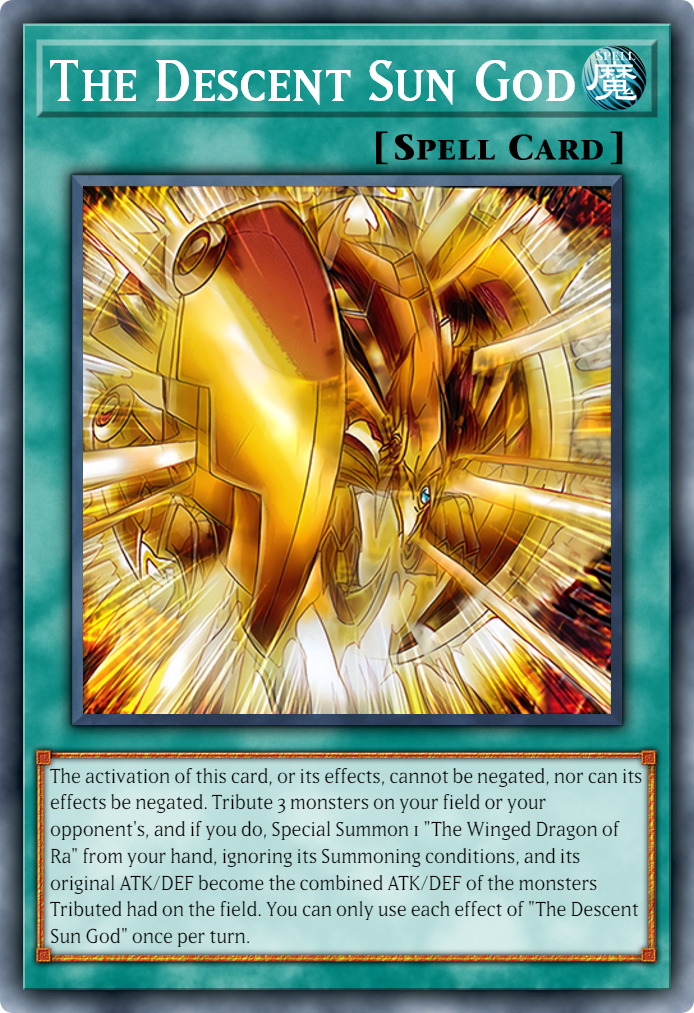 The Descent Sun God
SPELL
魔
[Spell Card]
The activation of this card, or its effects, cannot be negated, nor can its
effects be negated. Tribute 3 monsters on your field or your
opponent's, and if you do, Special Summon 1 "The Winged Dragon of
Ra" from your hand, ignoring its Summoning conditions, and its
original ATK/DEF become the combined ATK/DEF of the monsters
Tributed had on the field. You can only use each effect of "The Descent
Sun God" once per turn.